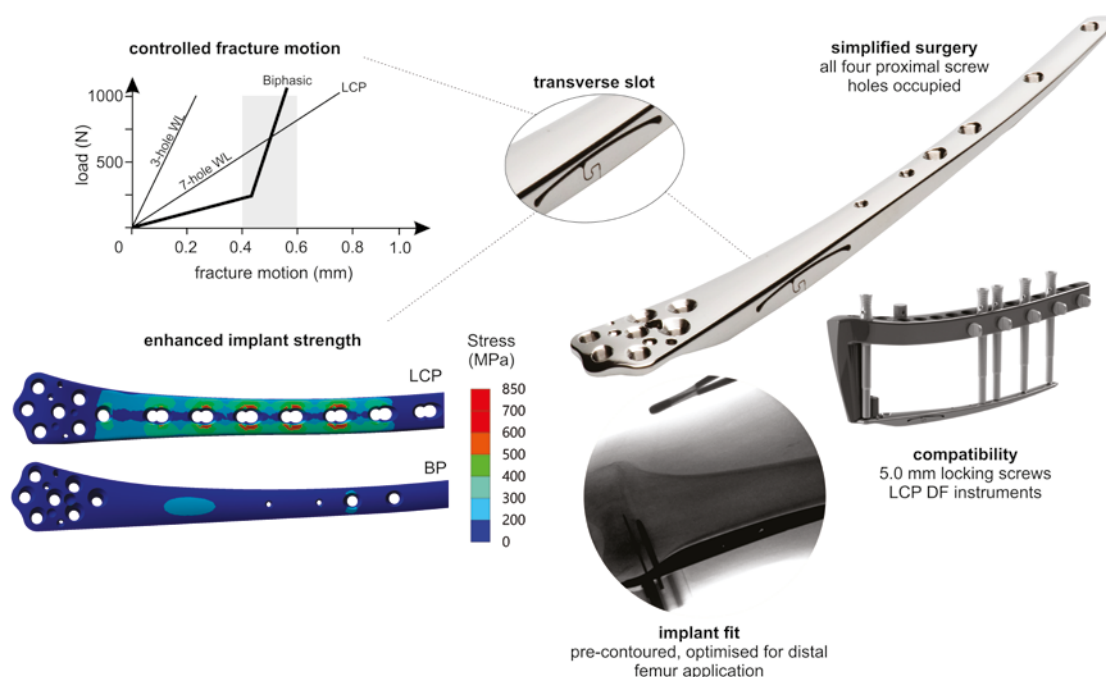 controlled fracture motion
Biphasic
LCP
1000
3-hole WL
load (N)
500
7-hole WL
0
0.2
0.4
0.6
0.8
1.0
fracture motion (mm)
transverse slot
simplified surgery
all four proximal screw
holes occupied
enhanced implant strength
Stress
(MPa)
LCP
850
700
600
500
400
300
200
0
BP
compatibility
5.0 mm locking screws
LCP DF instruments
implant fit
pre-contoured, optimised for distal
femur application